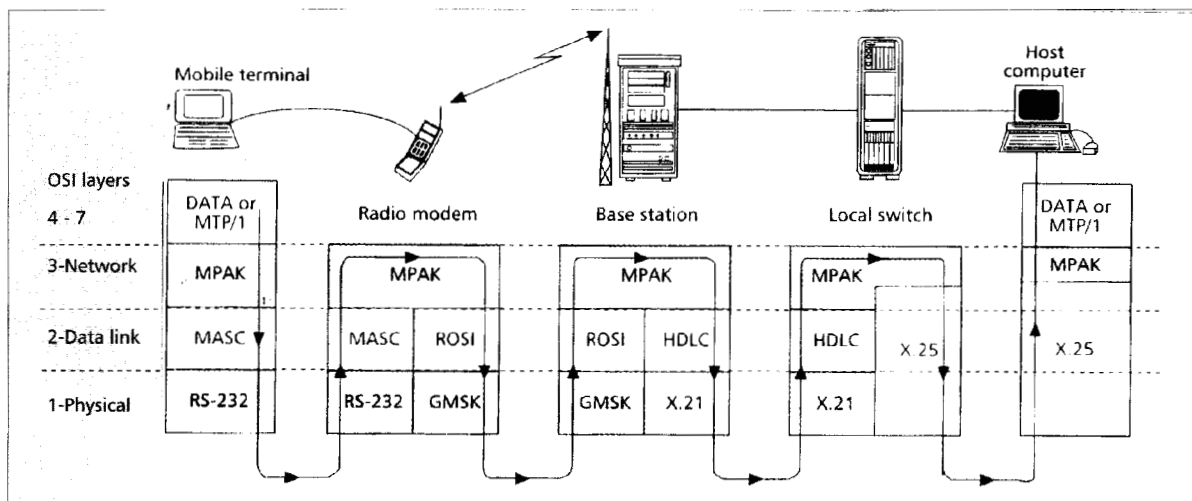 Mobile terminal
Host
computer
OSI layers
4 - 7
DATA or
MTP/1
Radio modem
Base station
Local switch
DATA or
MTP/1
3-Network
MPAK
MPAK
MPAK
MPAK
MPAK
2-Data link
MASC
MASC
ROSI
ROSI
HDLC
HDLC
X.25
X.25
1-Physical
RS-232
RS-232
GMSK
GMSK
X.21
X.21